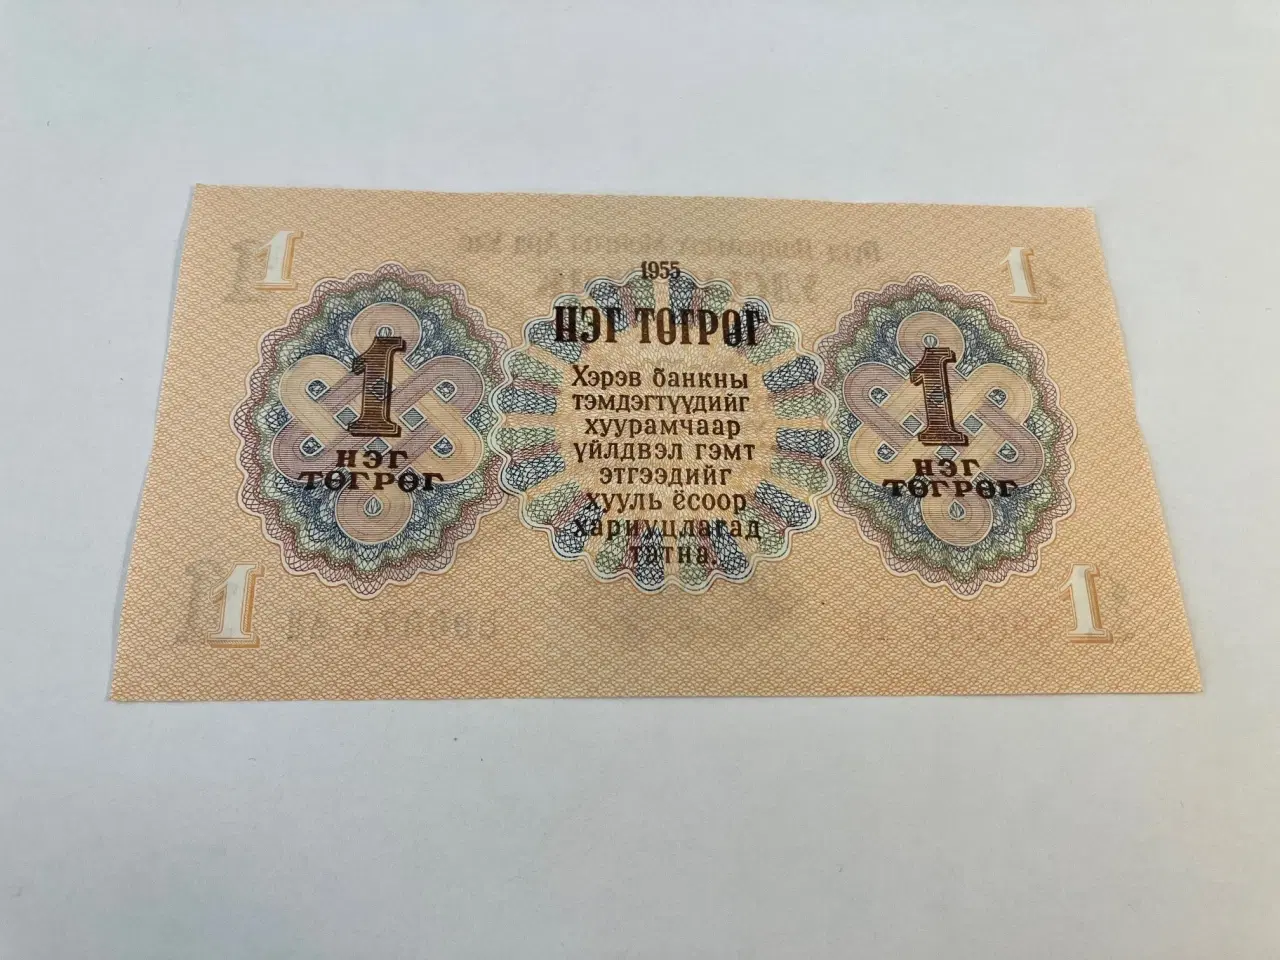 1
1
1955
НЭГ ТӨГРӨГ
Хэрэв банкны
тэмдэгтүүдийг
хуурамчаар
үйлдвэл гэмт
этгээдийг
хууль ёсоор
хариуцлагад
татна.
1
НЭГ
ТӨГРӨГ
1
НЭГ
ТӨГРӨГ
1
1